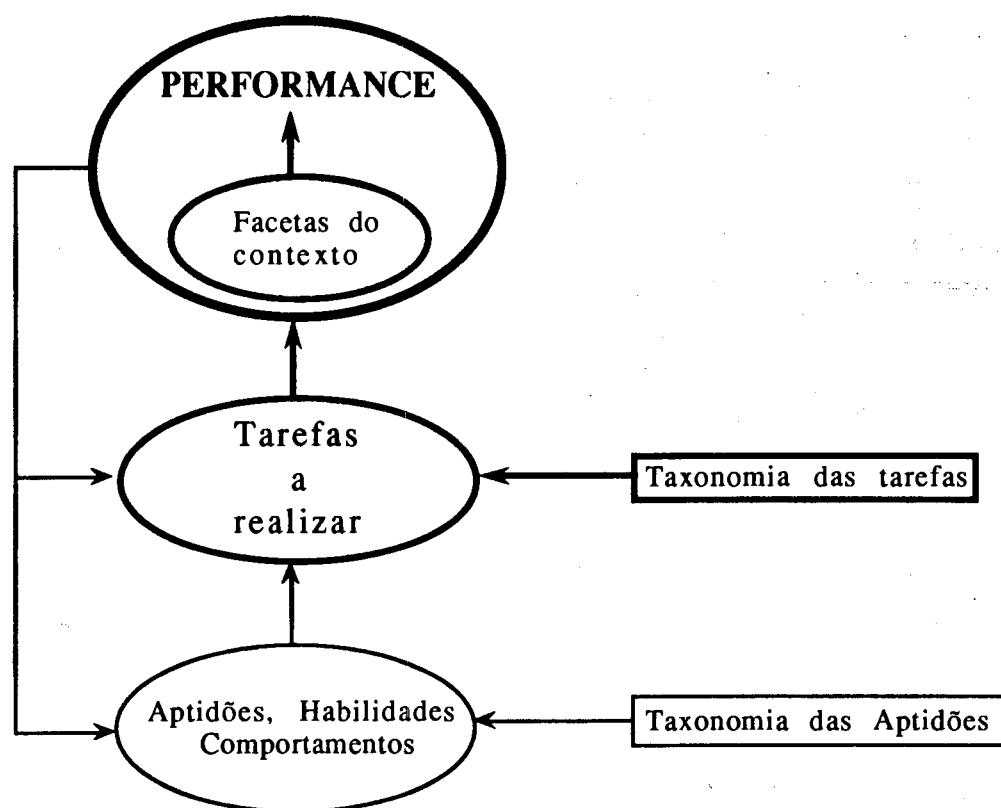 PERFORMANCE
Facetas do
contexto
Tarefas
a
realizar
Taxonomia das tarefas
Aptidões, Habilidades
Comportamentos
Taxonomia das Aptidões